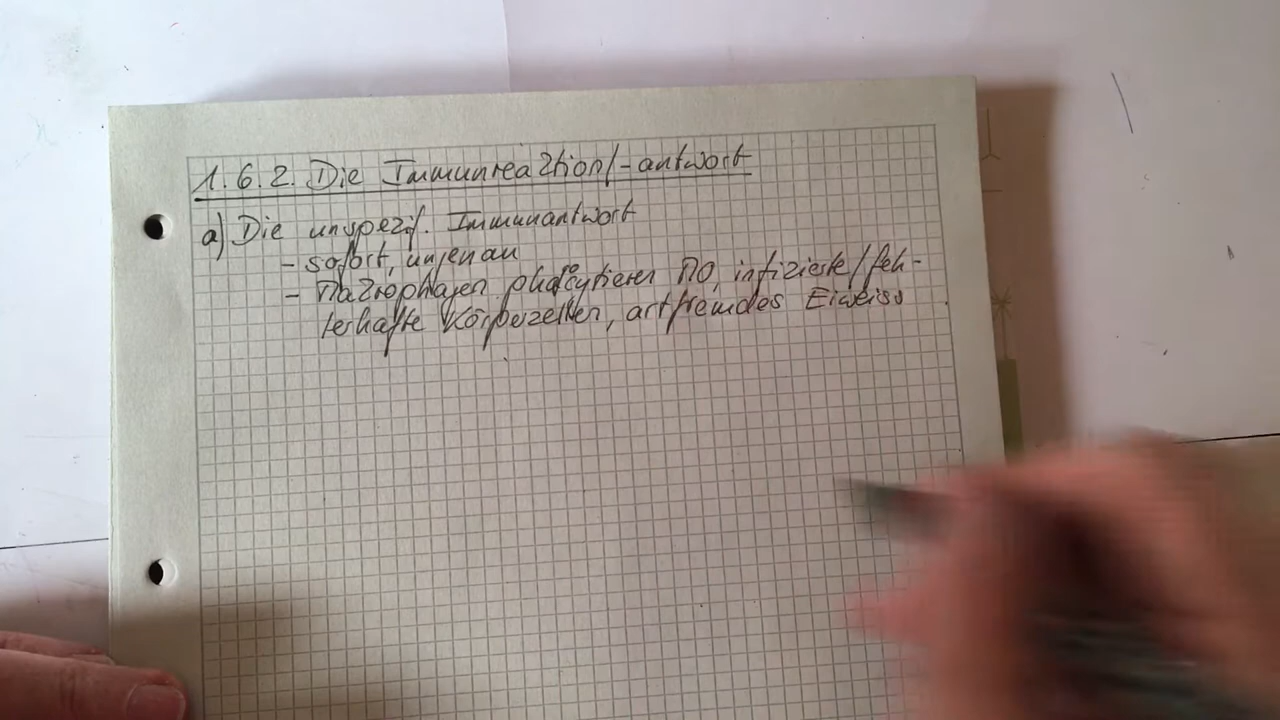 1.6.2. Die Immunreaktion/-antwort
a) Die unspezif. Immunantwort
- sofort, ungenau
- Makrophagen phagcytieren MO, infizierte/feh-
lerhafte Körperzellen, artfremdes Eiweiss